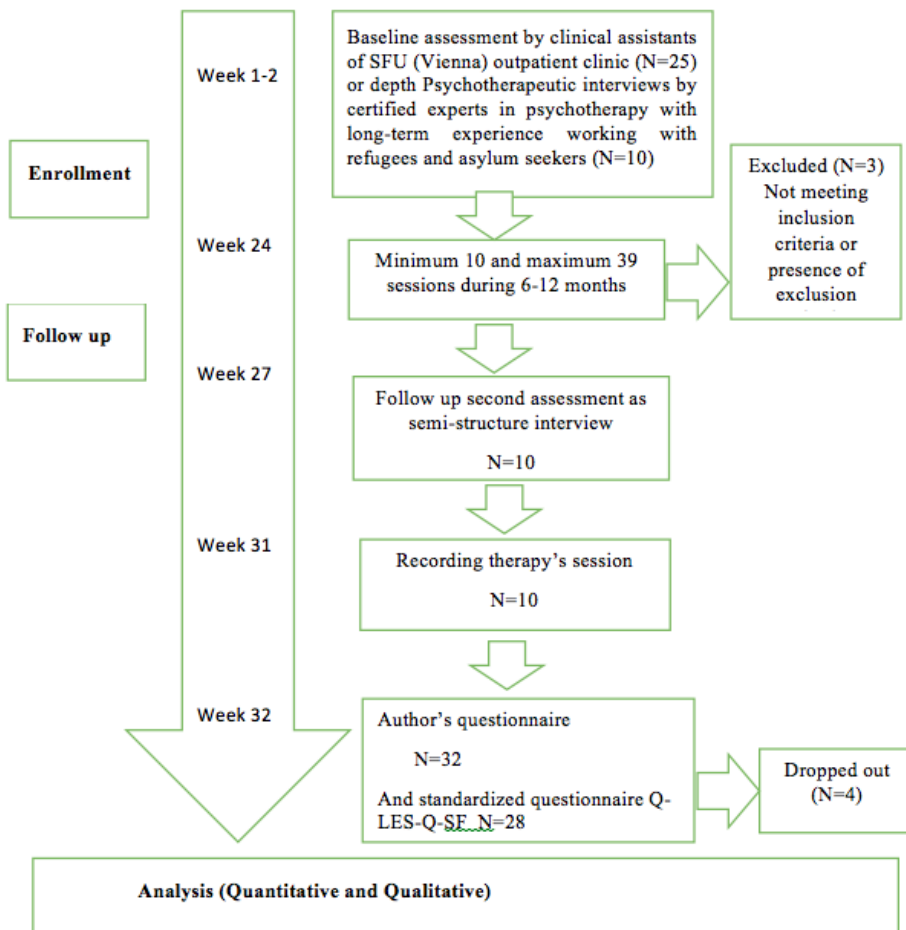 Week 1-2
Baseline assessment by clinical assistants
of SFU (Vienna) outpatient clinic (N=25)
or depth Psychotherapeutic interviews by
certified experts in psychotherapy with
long-term experience working with
refugees and asylum seekers (N=10)
Enrollment
Excluded (N=3)
Not meeting
inclusion
criteria or
presence of
exclusion
Week 24
Minimum 10 and maximum 39
sessions during 6-12 months
Follow up
Week 27
Follow up second assessment as
semi-structure interview
N=10
Week 31
Recording therapy's session
N=10
Week 32
Author's questionnaire
N=32
And standardized questionnaire Q-
LES-Q-SF N=28
Dropped out
(N=4)
Analysis (Quantitative and Qualitative)